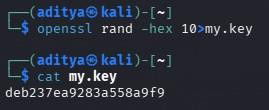 ┌──(aditya㉿kali)-[~]
└─$ openssl rand -hex 10>my.key
┌──(aditya㉿kali)-[~]
└─$ cat my.key
deb237ea9283a558a9f9